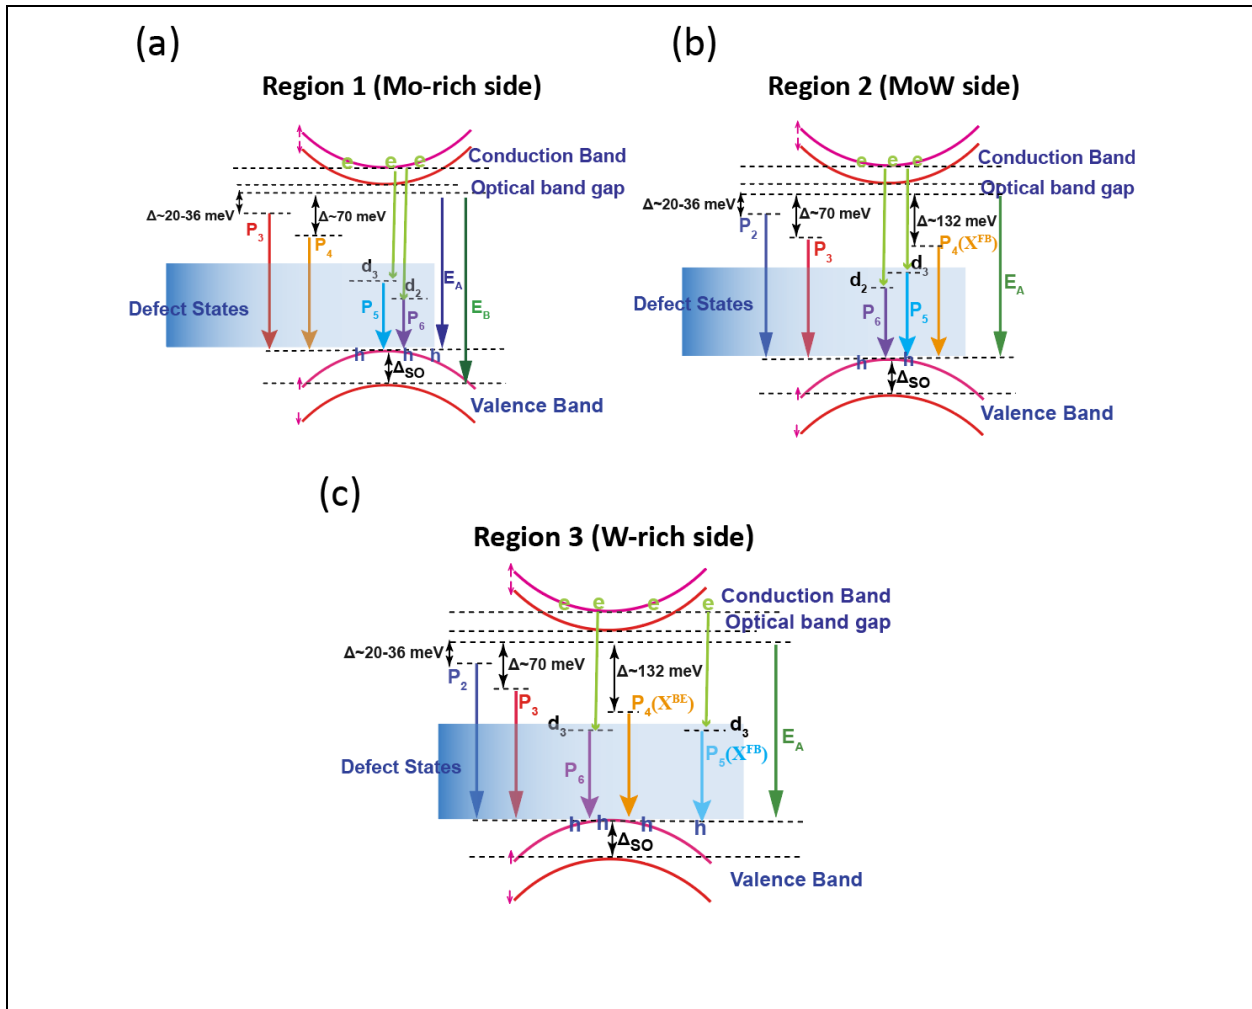 (a)
Region 1 (Mo-rich side)
e e e
Conduction Band
Optical band gap
Δ~20-36 meV
Δ~70 meV
P3
P4
d3
d2
EA
EB
Defect States
P5
P6
h h h
ΔSO
Valence Band
(b)
Region 2 (MoW side)
e e e
Conduction Band
Optical band gap
Δ~20-36 meV
Δ~70 meV
Δ~132 meV
P2
P3
P4(XFB)
d3
d2
EA
Defect States
P6
P5
h h
ΔSO
Valence Band
(c)
Region 3 (W-rich side)
e e e e
Conduction Band
Optical band gap
Δ~20-36 meV
Δ~70 meV
Δ~132 meV
P2
P3
P4(XBE)
d3
d3
EA
P5(XFB)
Defect States
P6
h h h h
ΔSO
Valence Band